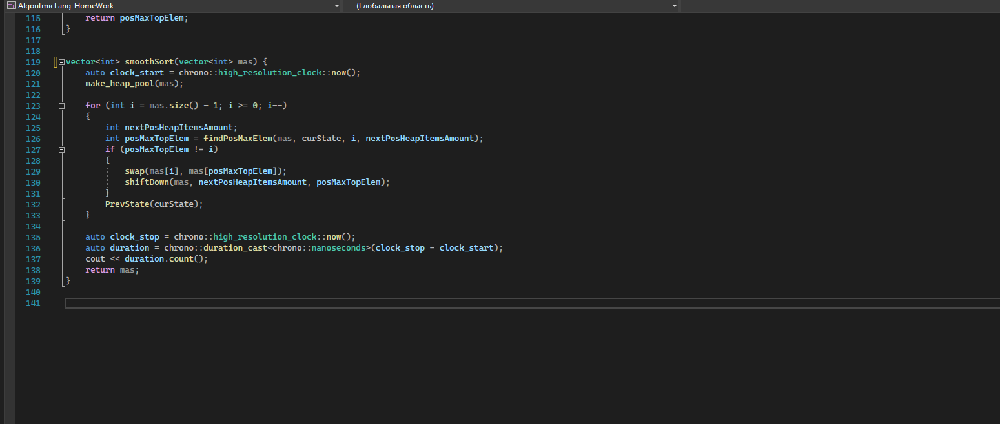 AlgoritmicLang-HomeWork (Глобальная область)
115 return posMaxTopElem;
116 }
117
118
119 vector<int> smoothSort(vector<int> mas) {
120 auto clock_start = chrono::high_resolution_clock::now();
121 make_heap_pool(mas);
122
123 for (int i = mas.size() - 1; i >= 0; i--)
124 {
125 int nextPosHeapItemsAmount;
126 int posMaxTopElem = findPosMaxElem(mas, curState, i, nextPosHeapItemsAmount);
127 if (posMaxTopElem != i)
128 {
129 swap(mas[i], mas[posMaxTopElem]);
130 shiftDown(mas, nextPosHeapItemsAmount, posMaxTopElem);
131 }
132 PrevState(curState);
133 }
134
135 auto clock_stop = chrono::high_resolution_clock::now();
136 auto duration = chrono::duration_cast<chrono::nanoseconds>(clock_stop - clock_start);
137 cout << duration.count();
138 return mas;
139 }
140
141